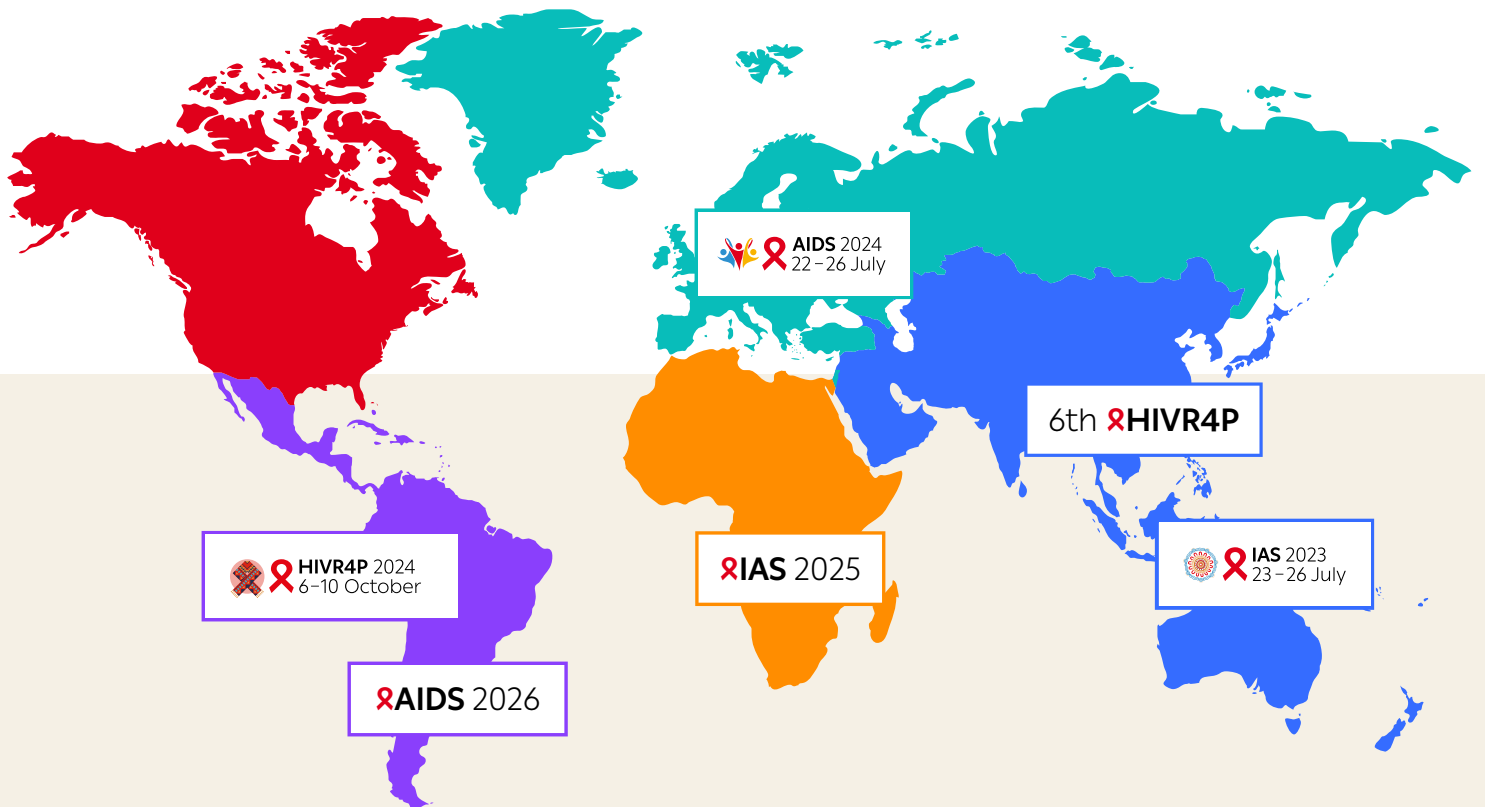 AIDS 2024
22–26 July
6th HIVR4P
HIVR4P 2024
6–10 October
IAS 2025
IAS 2023
23–26 July
AIDS 2026